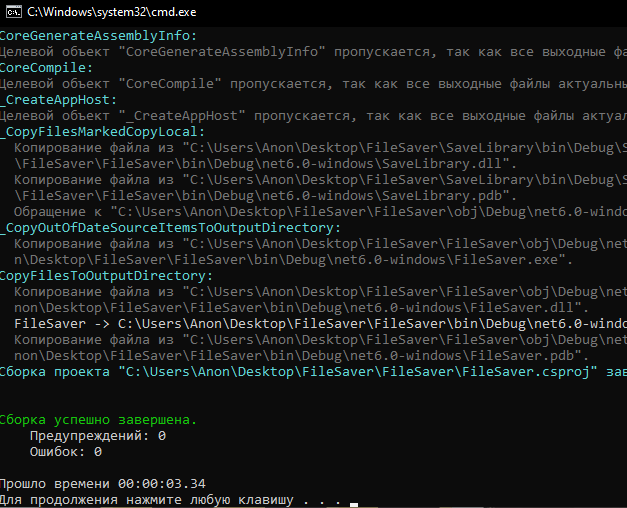 C:\Windows\system32\cmd.exe
CoreGenerateAssemblyInfo:
Целевой объект "CoreGenerateAssemblyInfo" пропускается, так как все выходные фа
CoreCompile:
Целевой объект "CoreCompile" пропускается, так как все выходные файлы актуальны
_CreateAppHost:
Целевой объект "_CreateAppHost" пропускается, так как все выходные файлы актуал
_CopyFilesMarkedCopyLocal:
Копирование файла из "C:\Users\Anon\Desktop\FileSaver\SaveLibrary\bin\Debug\S
\FileSaver\FileSaver\bin\Debug\net6.0-windows\SaveLibrary.dll".
Копирование файла из "C:\Users\Anon\Desktop\FileSaver\SaveLibrary\bin\Debug\S
\FileSaver\FileSaver\bin\Debug\net6.0-windows\SaveLibrary.pdb".
Обращение к "C:\Users\Anon\Desktop\FileSaver\FileSaver\obj\Debug\net6.0-windo
_CopyOutOfDateSourceItemsToOutputDirectory:
Копирование файла из "C:\Users\Anon\Desktop\FileSaver\FileSaver\obj\Debug\net
n\Desktop\FileSaver\FileSaver\bin\Debug\net6.0-windows\FileSaver.exe".
CopyFilesToOutputDirectory:
Копирование файла из "C:\Users\Anon\Desktop\FileSaver\FileSaver\obj\Debug\net
non\Desktop\FileSaver\FileSaver\bin\Debug\net6.0-windows\FileSaver.dll".
FileSaver -> C:\Users\Anon\Desktop\FileSaver\FileSaver\bin\Debug\net6.0-windo
Копирование файла из "C:\Users\Anon\Desktop\FileSaver\FileSaver\obj\Debug\net
non\Desktop\FileSaver\FileSaver\bin\Debug\net6.0-windows\FileSaver.pdb".
Сборка проекта "C:\Users\Anon\Desktop\FileSaver\FileSaver\FileSaver.csproj" зав
Сборка успешно завершена.
Предупреждений: 0
Ошибок: 0
Прошло времени 00:00:03.34
Для продолжения нажмите любую клавишу . . .